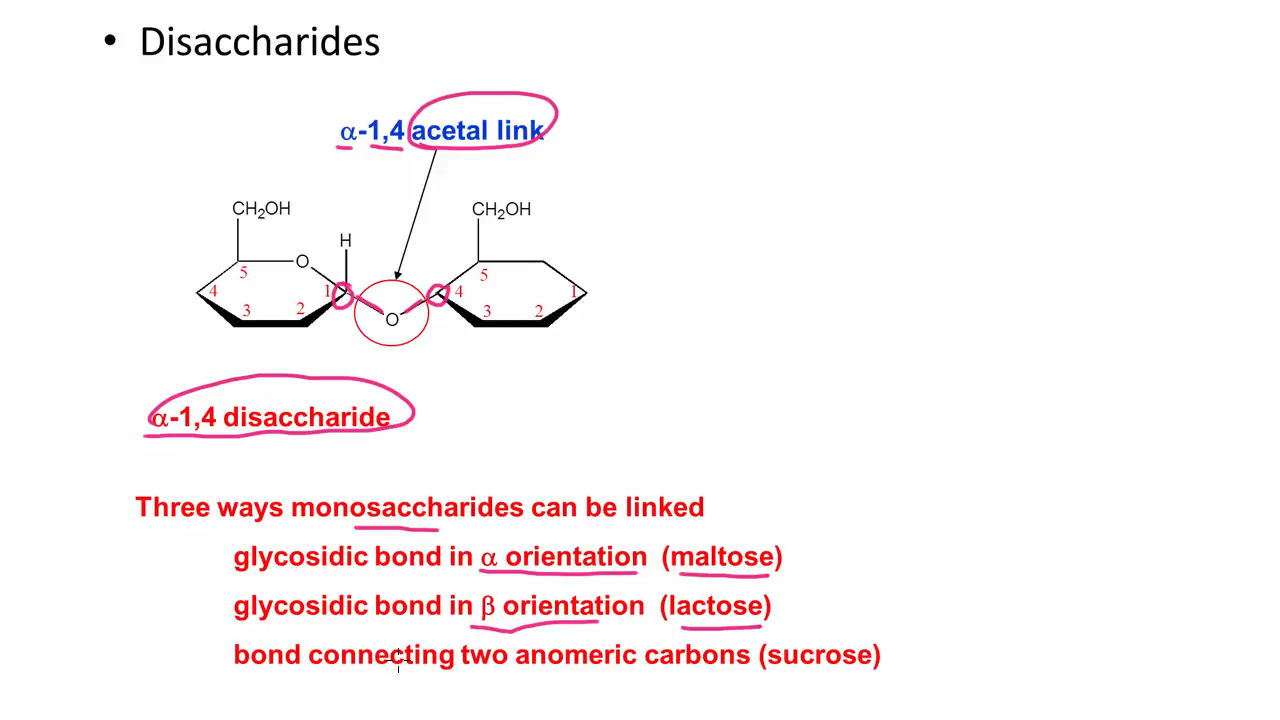 • Disaccharides
α-1,4 acetal link
CH₂OH CH₂OH
H
O
5 5
4 1 4 1
3 2 3 2
O
α-1,4 disaccharide
Three ways monosaccharides can be linked
glycosidic bond in α orientation (maltose)
glycosidic bond in β orientation (lactose)
bond connecting two anomeric carbons (sucrose)